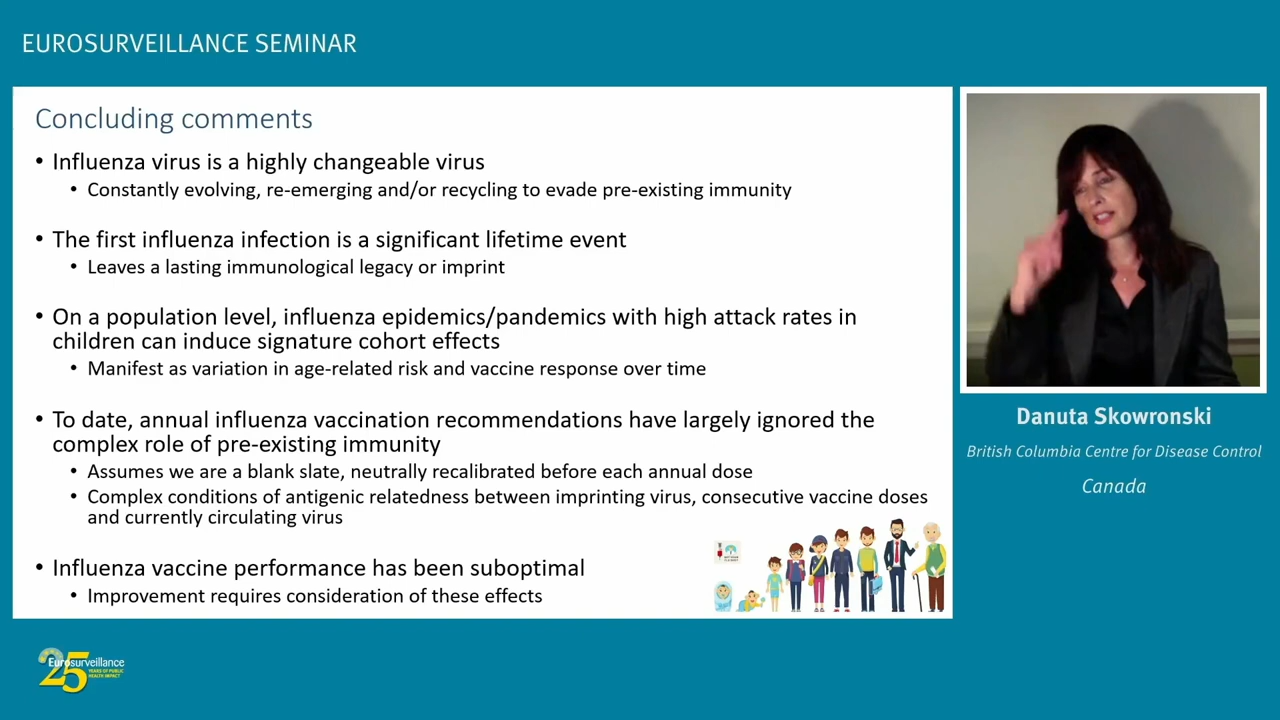 EUROSURVEILLANCE SEMINAR
Concluding comments
• Influenza virus is a highly changeable virus
• Constantly evolving, re-emerging and/or recycling to evade pre-existing immunity
• The first influenza infection is a significant lifetime event
• Leaves a lasting immunological legacy or imprint
• On a population level, influenza epidemics/pandemics with high attack rates in
children can induce signature cohort effects
• Manifest as variation in age-related risk and vaccine response over time
• To date, annual influenza vaccination recommendations have largely ignored the
complex role of pre-existing immunity
• Assumes we are a blank slate, neutrally recalibrated before each annual dose
• Complex conditions of antigenic relatedness between imprinting virus, consecutive vaccine doses
and currently circulating virus
• Influenza vaccine performance has been suboptimal
• Improvement requires consideration of these effects
Danuta Skowronski
British Columbia Centre for Disease Control
Canada
25
Eurosurveillance
YEARS OF PUBLIC
HEALTH IMPACT